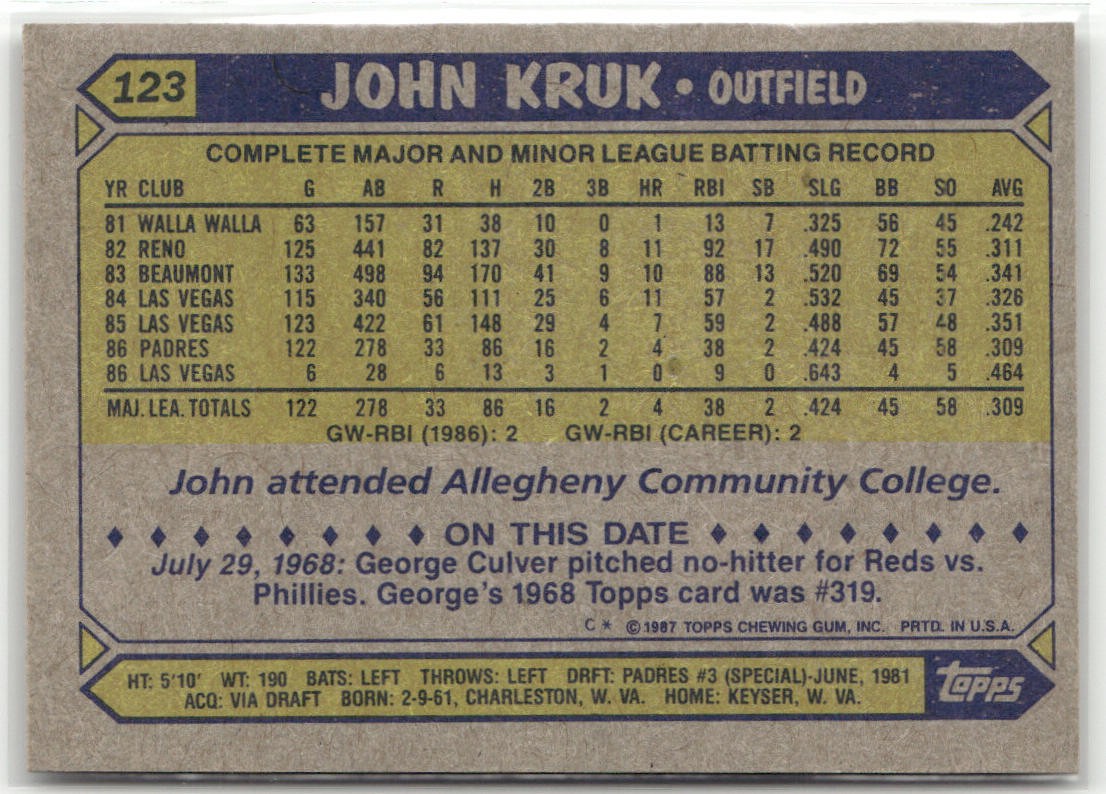 123 JOHN KRUK • OUTFIELD
COMPLETE MAJOR AND MINOR LEAGUE BATTING RECORD
YR CLUB G AB R H 2B 3B HR RBI SB SLG BB SO AVG
81 WALLA WALLA 63 157 31 38 10 0 1 13 7 .325 56 45 .242
82 RENO 125 441 82 137 30 8 11 92 17 .490 72 55 .311
83 BEAUMONT 133 498 94 170 41 9 10 88 13 .520 69 54 .341
84 LAS VEGAS 115 340 56 111 25 6 11 57 2 .532 45 37 .326
85 LAS VEGAS 123 422 61 148 29 4 7 59 2 .488 57 48 .351
86 PADRES 122 278 33 86 16 2 4 38 2 .424 45 58 .309
86 LAS VEGAS 6 28 6 13 3 1 0 9 0 .643 4 5 .464
MAJ. LEA. TOTALS 122 278 33 86 16 2 4 38 2 .424 45 58 .309
GW-RBI (1986): 2 GW-RBI (CAREER): 2
John attended Allegheny Community College.
ON THIS DATE
July 29, 1968: George Culver pitched no-hitter for Reds vs.
Phillies. George's 1968 Topps card was #319.
C * © 1987 TOPPS CHEWING GUM, INC. PRTD. IN U.S.A.
HT: 5'10' WT: 190 BATS: LEFT THROWS: LEFT DRFT: PADRES #3 (SPECIAL)-JUNE, 1981
ACQ: VIA DRAFT BORN: 2-9-61, CHARLESTON, W. VA. HOME: KEYSER, W. VA.
topps